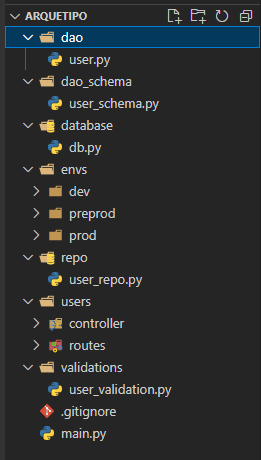 ARQUETIPO
dao
user.py
dao_schema
user_schema.py
database
db.py
envs
dev
preprod
prod
repo
user_repo.py
users
controller
routes
validations
user_validation.py
.gitignore
main.py